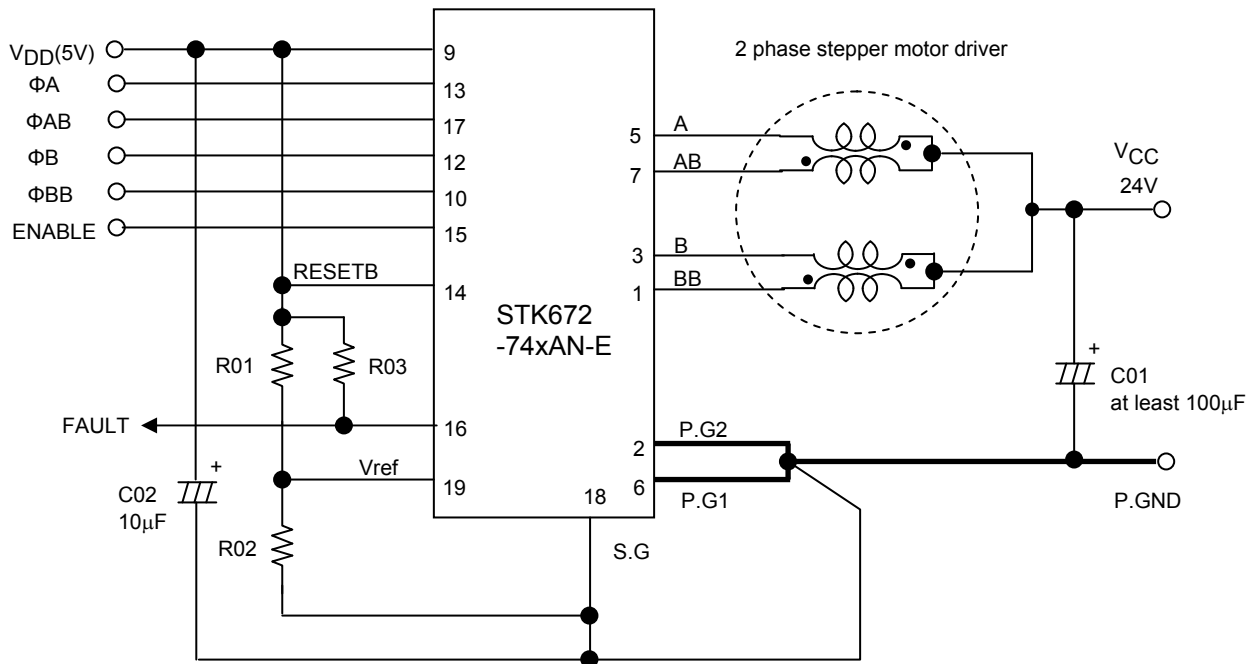 VDD(5V)
ΦA
ΦAB
ΦB
ΦBB
ENABLE
9
13
17
12
10
15
RESETB
14
R01
R03
FAULT
16
Vref
19
C02
10μF
+
R02
STK672
-74xAN-E
18
S.G
2 phase stepper motor driver
5
A
7
AB
3
B
1
BB
VCC
24V
+
C01
at least 100μF
2
P.G2
6
P.G1
P.GND